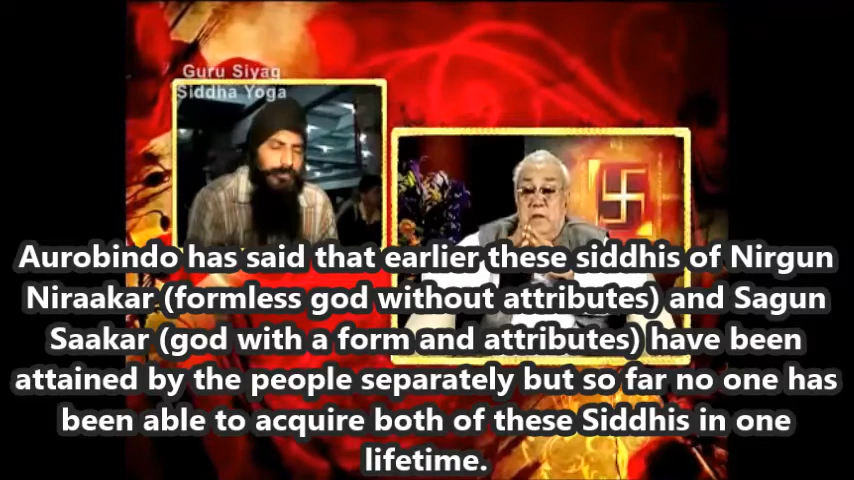 Guru Siyag
Siddha Yoga
Aurobindo has said that earlier these siddhis of Nirgun
Niraakar (formless god without attributes) and Sagun
Saakar (god with a form and attributes) have been
attained by the people separately but so far no one has
been able to acquire both of these Siddhis in one
lifetime.